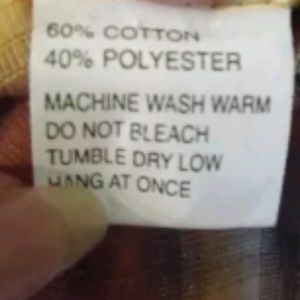 60% COTTON
40% POLYESTER
MACHINE WASH WARM
DO NOT BLEACH
TUMBLE DRY LOW
HANG AT ONCE